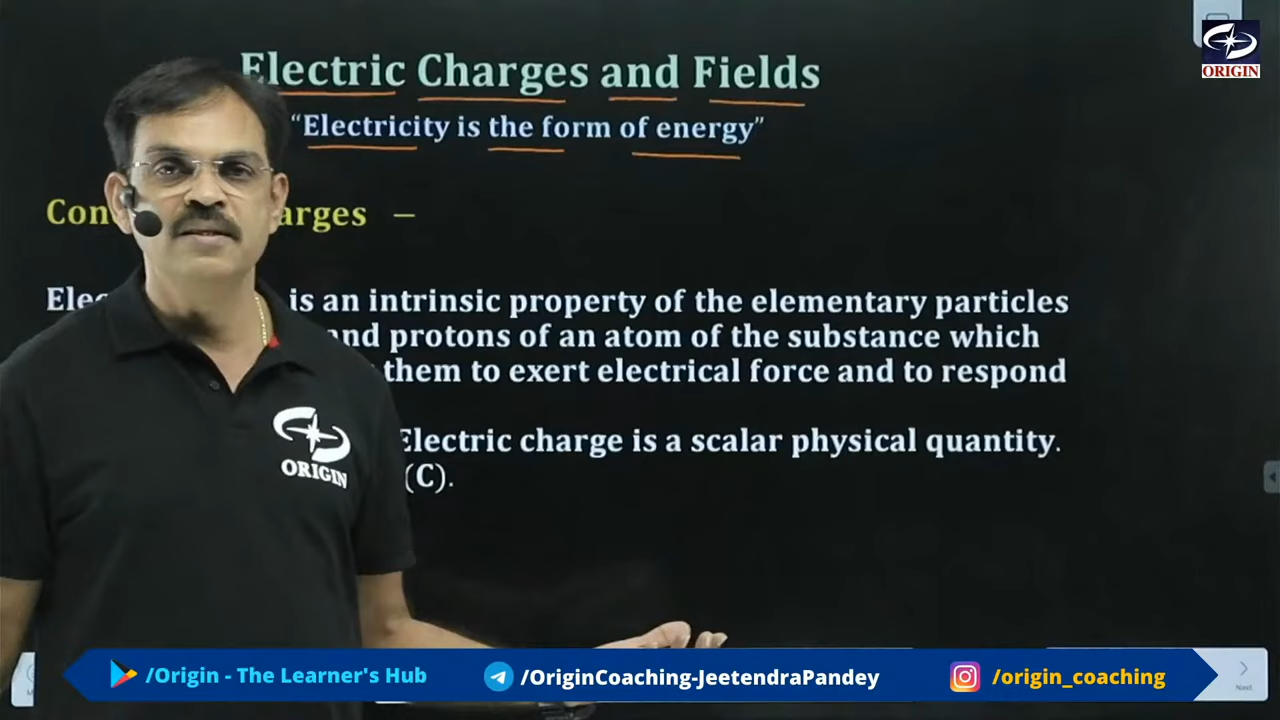 ORIGIN
Electric Charges and Fields
“Electricity is the form of energy”
Con arges –
Elec is an intrinsic property of the elementary particles
and protons of an atom of the substance which
them to exert electrical force and to respond
Electric charge is a scalar physical quantity.
(C).
ORIGIN
/Origin - The Learner's Hub
/OriginCoaching-JeetendraPandey
/origin_coaching
Next